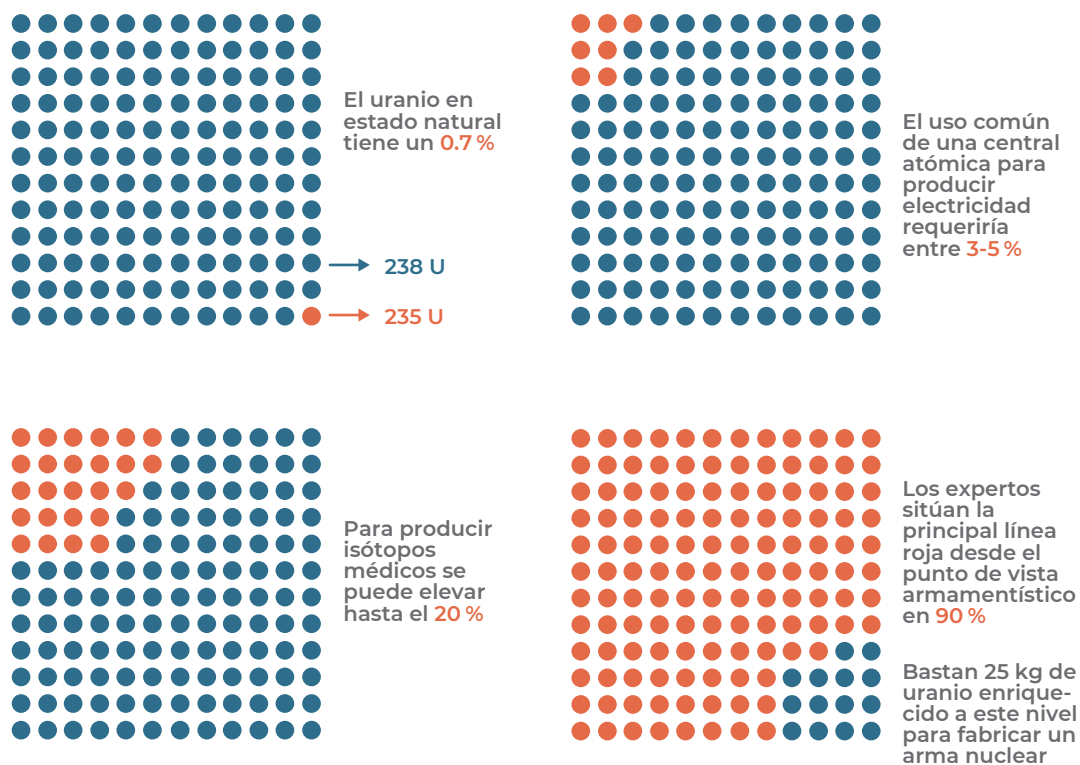 El uranio en
estado natural
tiene un 0.7 %
238 U
235 U
El uso común
de una central
atómica para
producir
electricidad
requeriría
entre 3-5 %
Para producir
isótopos
médicos se
puede elevar
hasta el 20 %
Los expertos
sitúan la
principal línea
roja desde el
punto de vista
armamentístico
en 90 %
Bastan 25 kg de
uranio enrique-
cido a este nivel
para fabricar un
arma nuclear